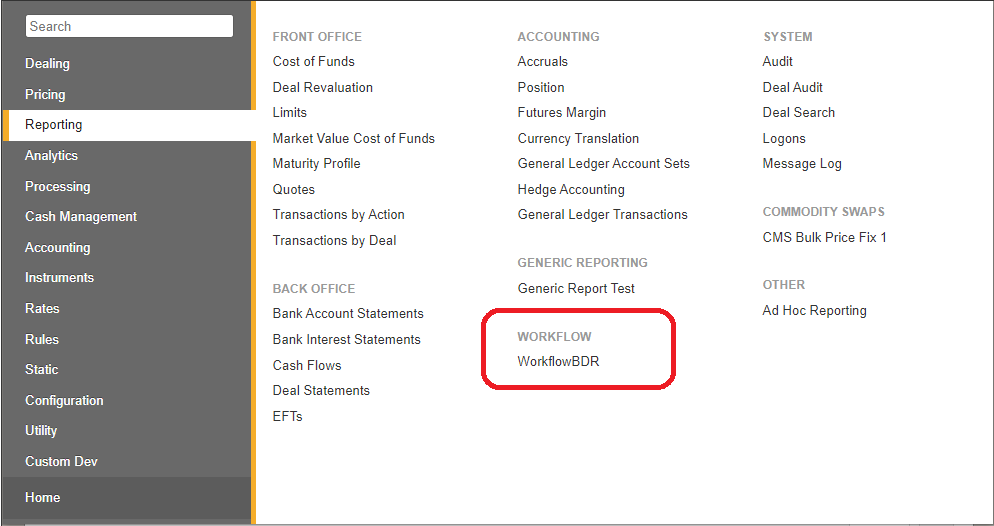 Search
Dealing
Pricing
Reporting
Analytics
Processing
Cash Management
Accounting
Instruments
Rates
Rules
Static
Configuration
Utility
Custom Dev
Home
FRONT OFFICE
Cost of Funds
Deal Revaluation
Limits
Market Value Cost of Funds
Maturity Profile
Quotes
Transactions by Action
Transactions by Deal
BACK OFFICE
Bank Account Statements
Bank Interest Statements
Cash Flows
Deal Statements
EFTs
ACCOUNTING
Accruals
Position
Futures Margin
Currency Translation
General Ledger Account Sets
Hedge Accounting
General Ledger Transactions
GENERIC REPORTING
Generic Report Test
WORKFLOW
WorkflowBDR
SYSTEM
Audit
Deal Audit
Deal Search
Logons
Message Log
COMMODITY SWAPS
CMS Bulk Price Fix 1
OTHER
Ad Hoc Reporting